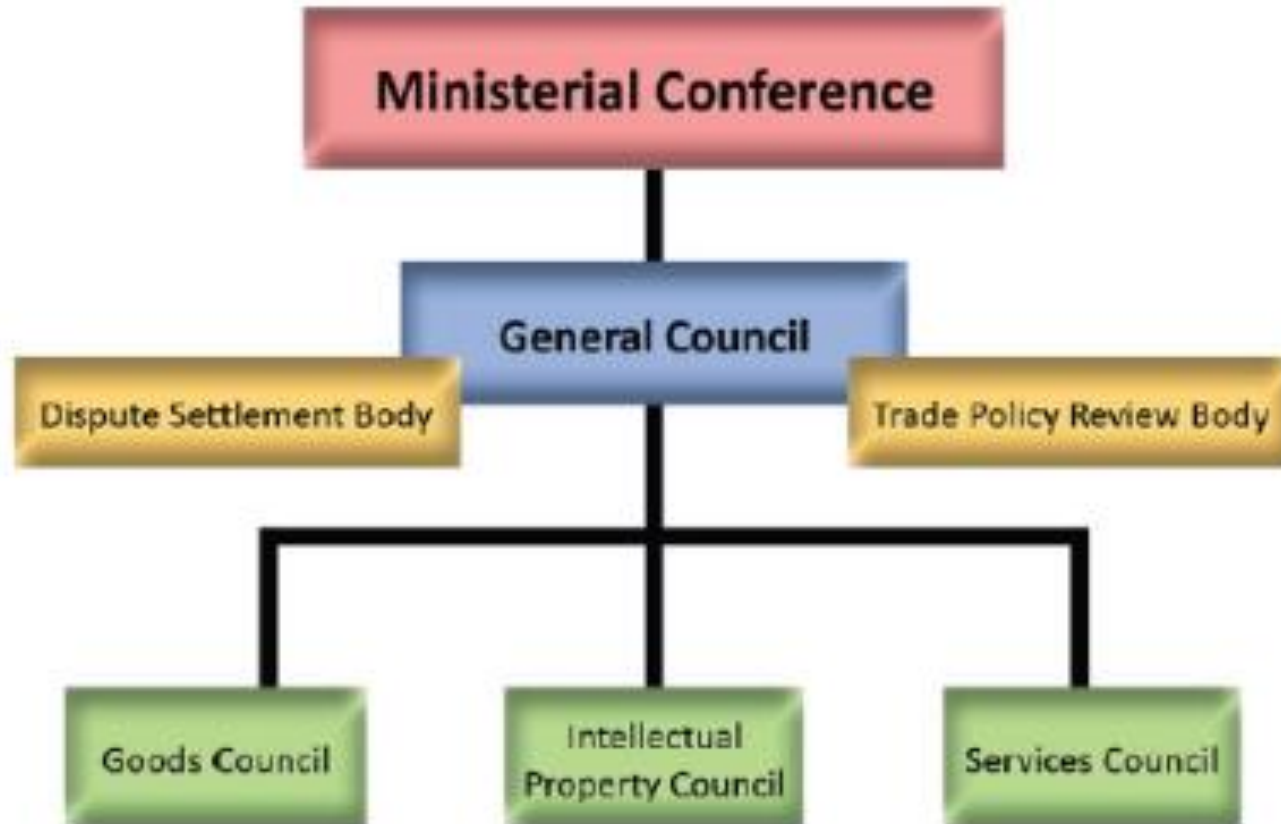 Ministerial Conference
General Council
Dispute Settlement Body
Trade Policy Review Body
Goods Council
Intellectual
Property Council
Services Council